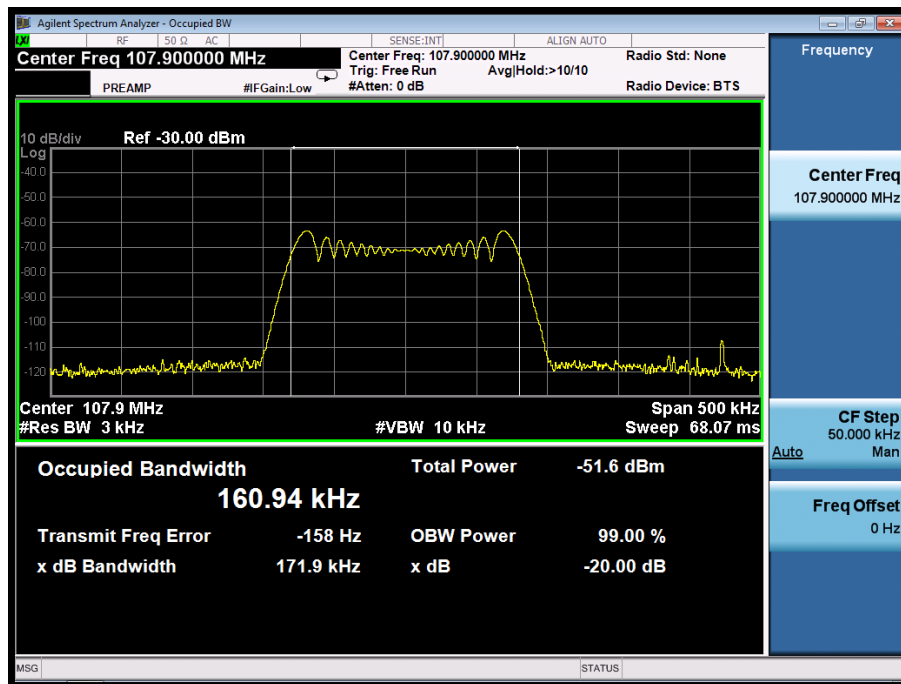 Agilent Spectrum Analyzer - Occupied BW
LXI
RF
50 Ω
AC
SENSE:INT
ALIGN AUTO
Center Freq 107.900000 MHz
Center Freq: 107.900000 MHz
Radio Std: None
Trig: Free Run
Avg|Hold:>10/10
PREAMP
#IFGain:Low
#Atten: 0 dB
Radio Device: BTS
10 dB/div
Ref -30.00 dBm
Log
-40.0
-50.0
-60.0
-70.0
-80.0
-90.0
-100
-110
-120
Center 107.9 MHz
Span 500 kHz
#Res BW 3 kHz
#VBW 10 kHz
Sweep 68.07 ms
Occupied Bandwidth
Total Power
-51.6 dBm
160.94 kHz
Transmit Freq Error
-158 Hz
OBW Power
99.00 %
x dB Bandwidth
171.9 kHz
x dB
-20.00 dB
MSG
STATUS
Frequency
Center Freq
107.900000 MHz
CF Step
50.000 kHz
Auto
Man
Freq Offset
0 Hz